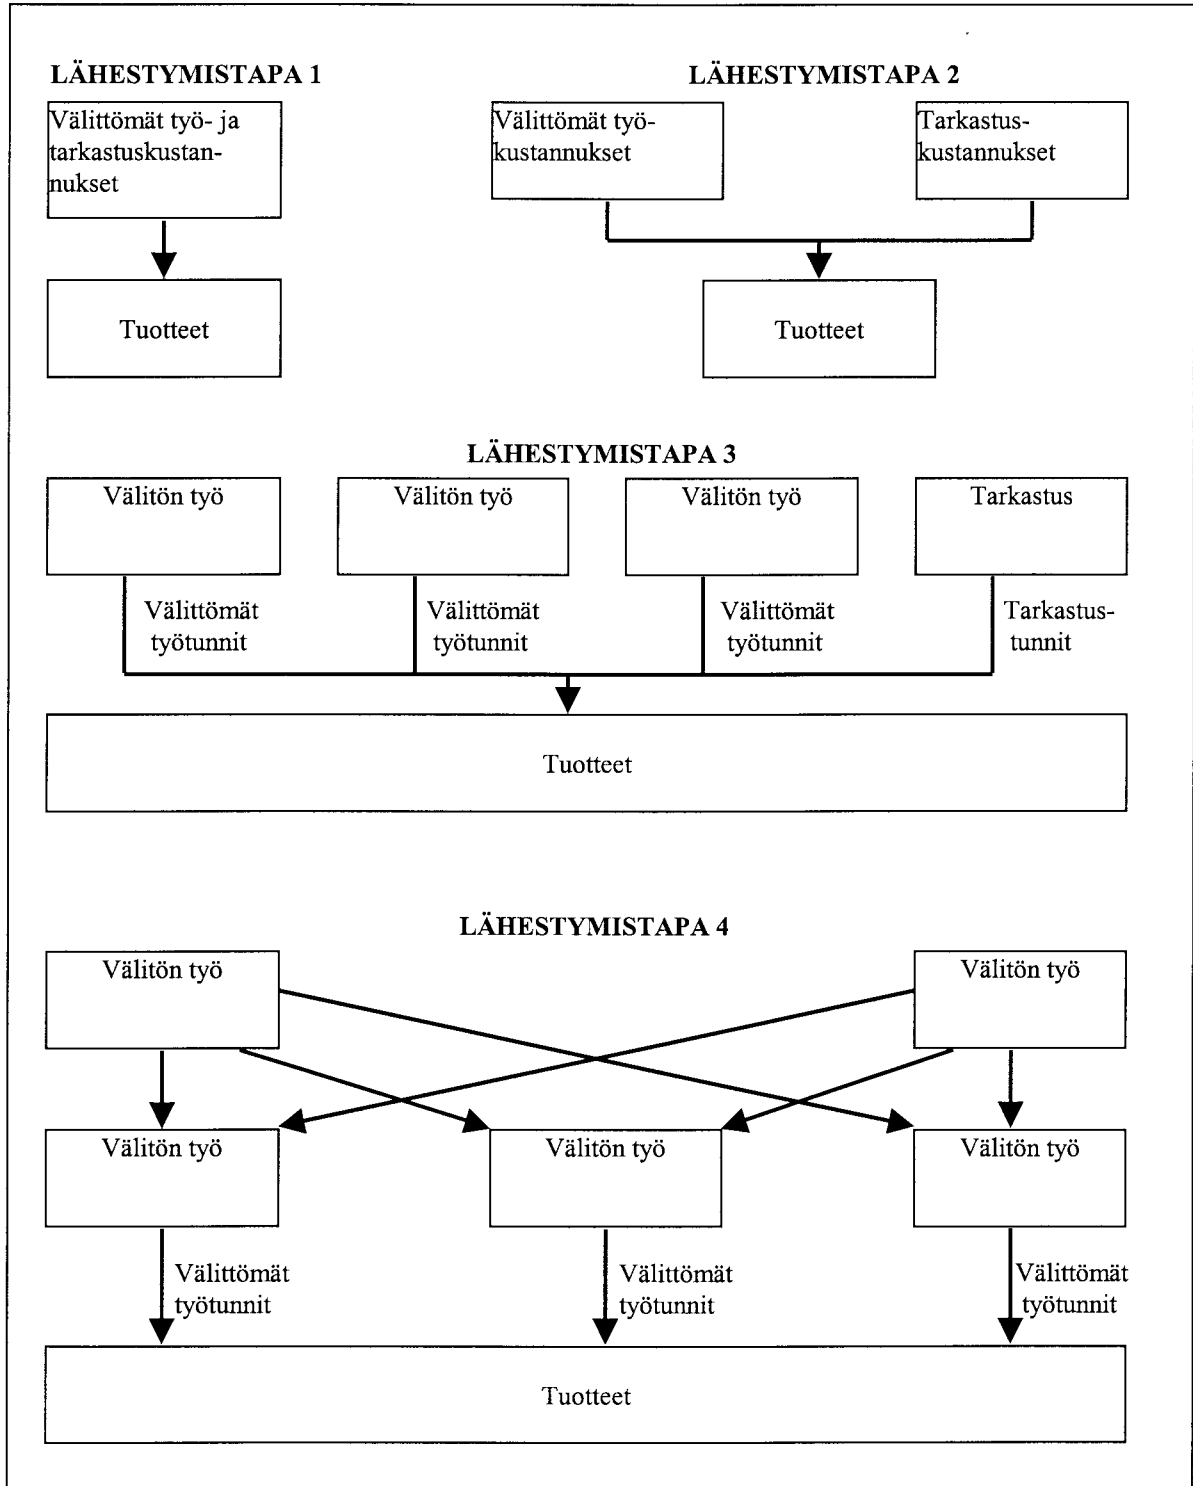 LÄHESTYMISTAPA 1
Välittömät työ- ja
tarkastuskustan-
nukset
Tuotteet
LÄHESTYMISTAPA 2
Välittömät työ-
kustannukset
Tarkastus-
kustannukset
Tuotteet
LÄHESTYMISTAPA 3
Välitön työ
Välitön työ
Välitön työ
Tarkastus
Välittömät
työtunnit
Välittömät
työtunnit
Välittömät
työtunnit
Tarkastus-
tunnit
Tuotteet
LÄHESTYMISTAPA 4
Välitön työ
Välitön työ
Välitön työ
Välitön työ
Välitön työ
Välittömät
työtunnit
Välittömät
työtunnit
Välittömät
työtunnit
Tuotteet